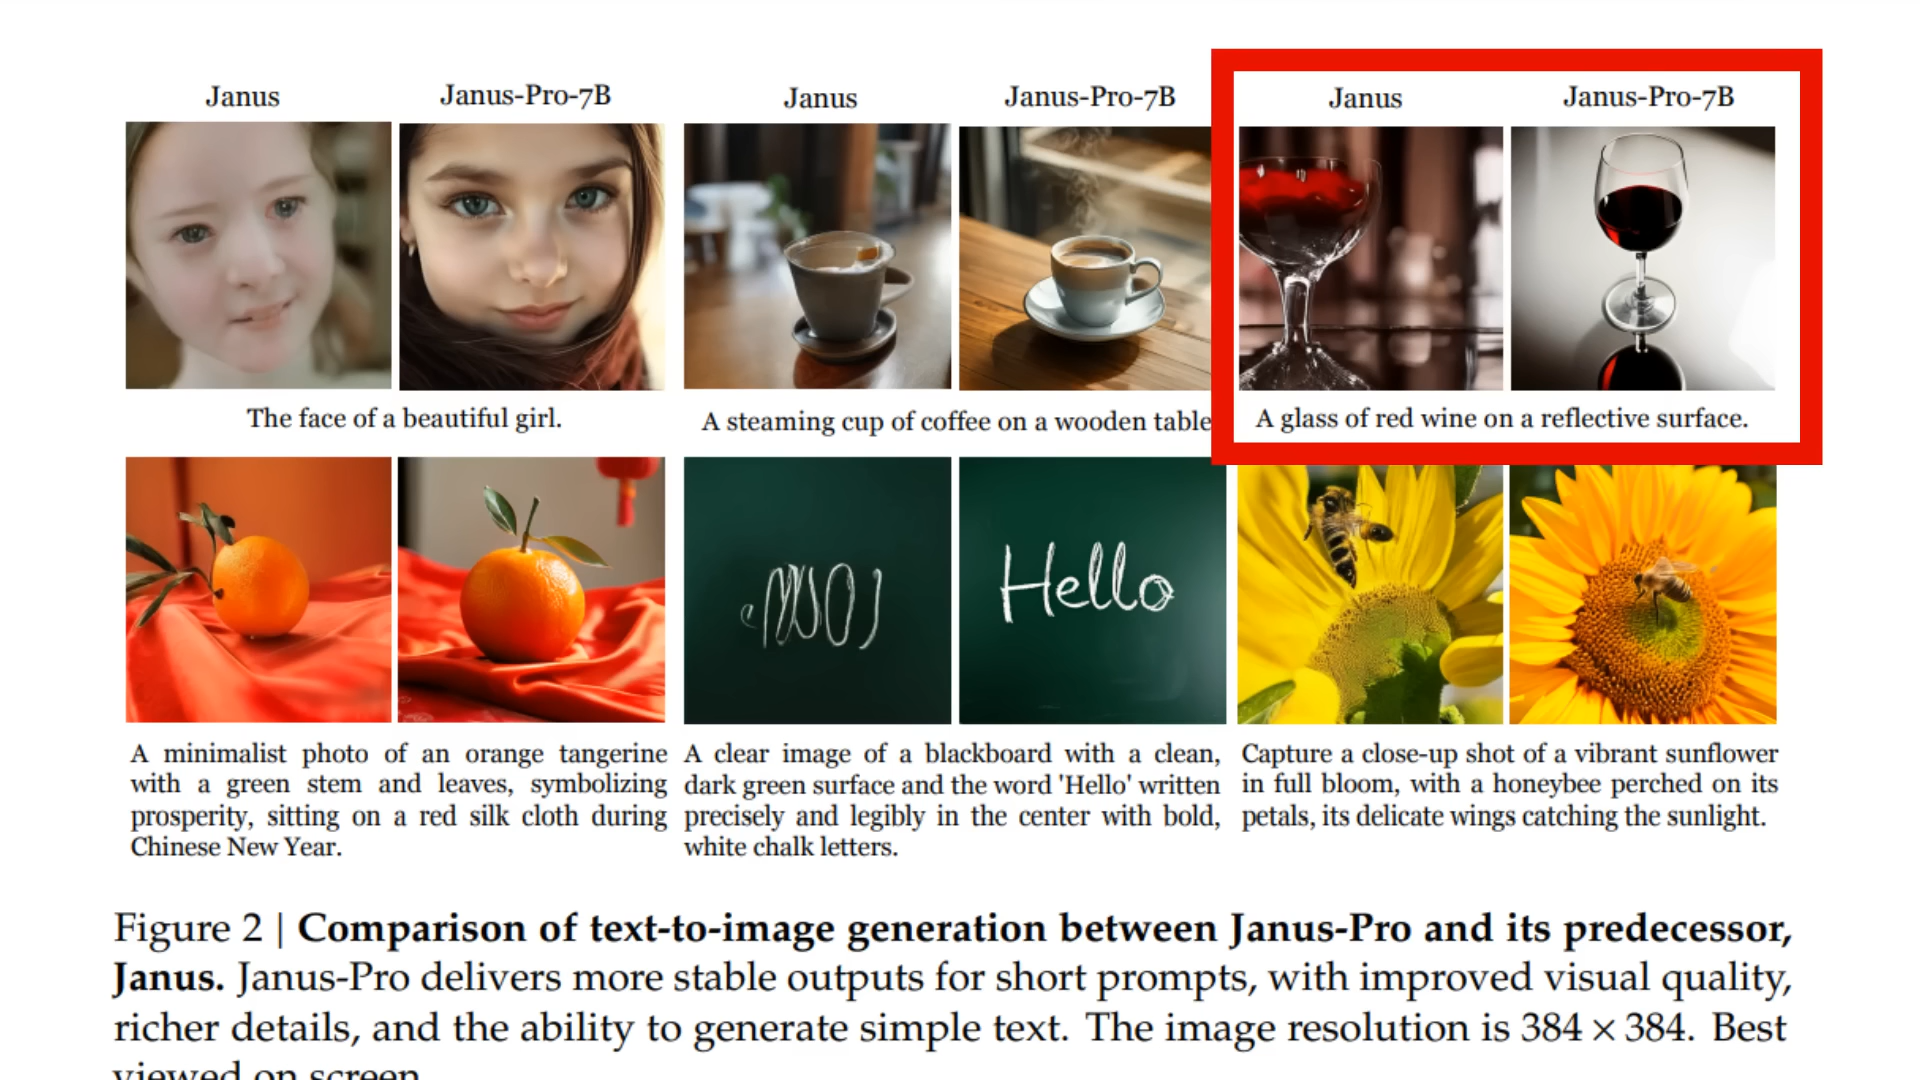 Janus Janus-Pro-7B Janus Janus-Pro-7B Janus Janus-Pro-7B
The face of a beautiful girl.
A steaming cup of coffee on a wooden table
A glass of red wine on a reflective surface.
Hello
A minimalist photo of an orange tangerine
with a green stem and leaves, symbolizing
prosperity, sitting on a red silk cloth during
Chinese New Year.
A clear image of a blackboard with a clean,
dark green surface and the word 'Hello' written
precisely and legibly in the center with bold,
white chalk letters.
Capture a close-up shot of a vibrant sunflower
in full bloom, with a honeybee perched on its
petals, its delicate wings catching the sunlight.
Figure 2 | Comparison of text-to-image generation between Janus-Pro and its predecessor,
Janus. Janus-Pro delivers more stable outputs for short prompts, with improved visual quality,
richer details, and the ability to generate simple text. The image resolution is 384 × 384. Best
viewed on screen